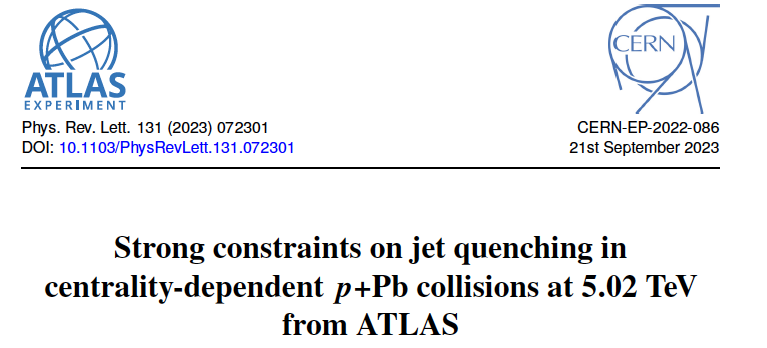 ATLAS
EXPERIMENT
CERN
Phys. Rev. Lett. 131 (2023) 072301
CERN-EP-2022-086
DOI: 10.1103/PhysRevLett.131.072301
21st September 2023
Strong constraints on jet quenching in
centrality-dependent p+Pb collisions at 5.02 TeV
from ATLAS